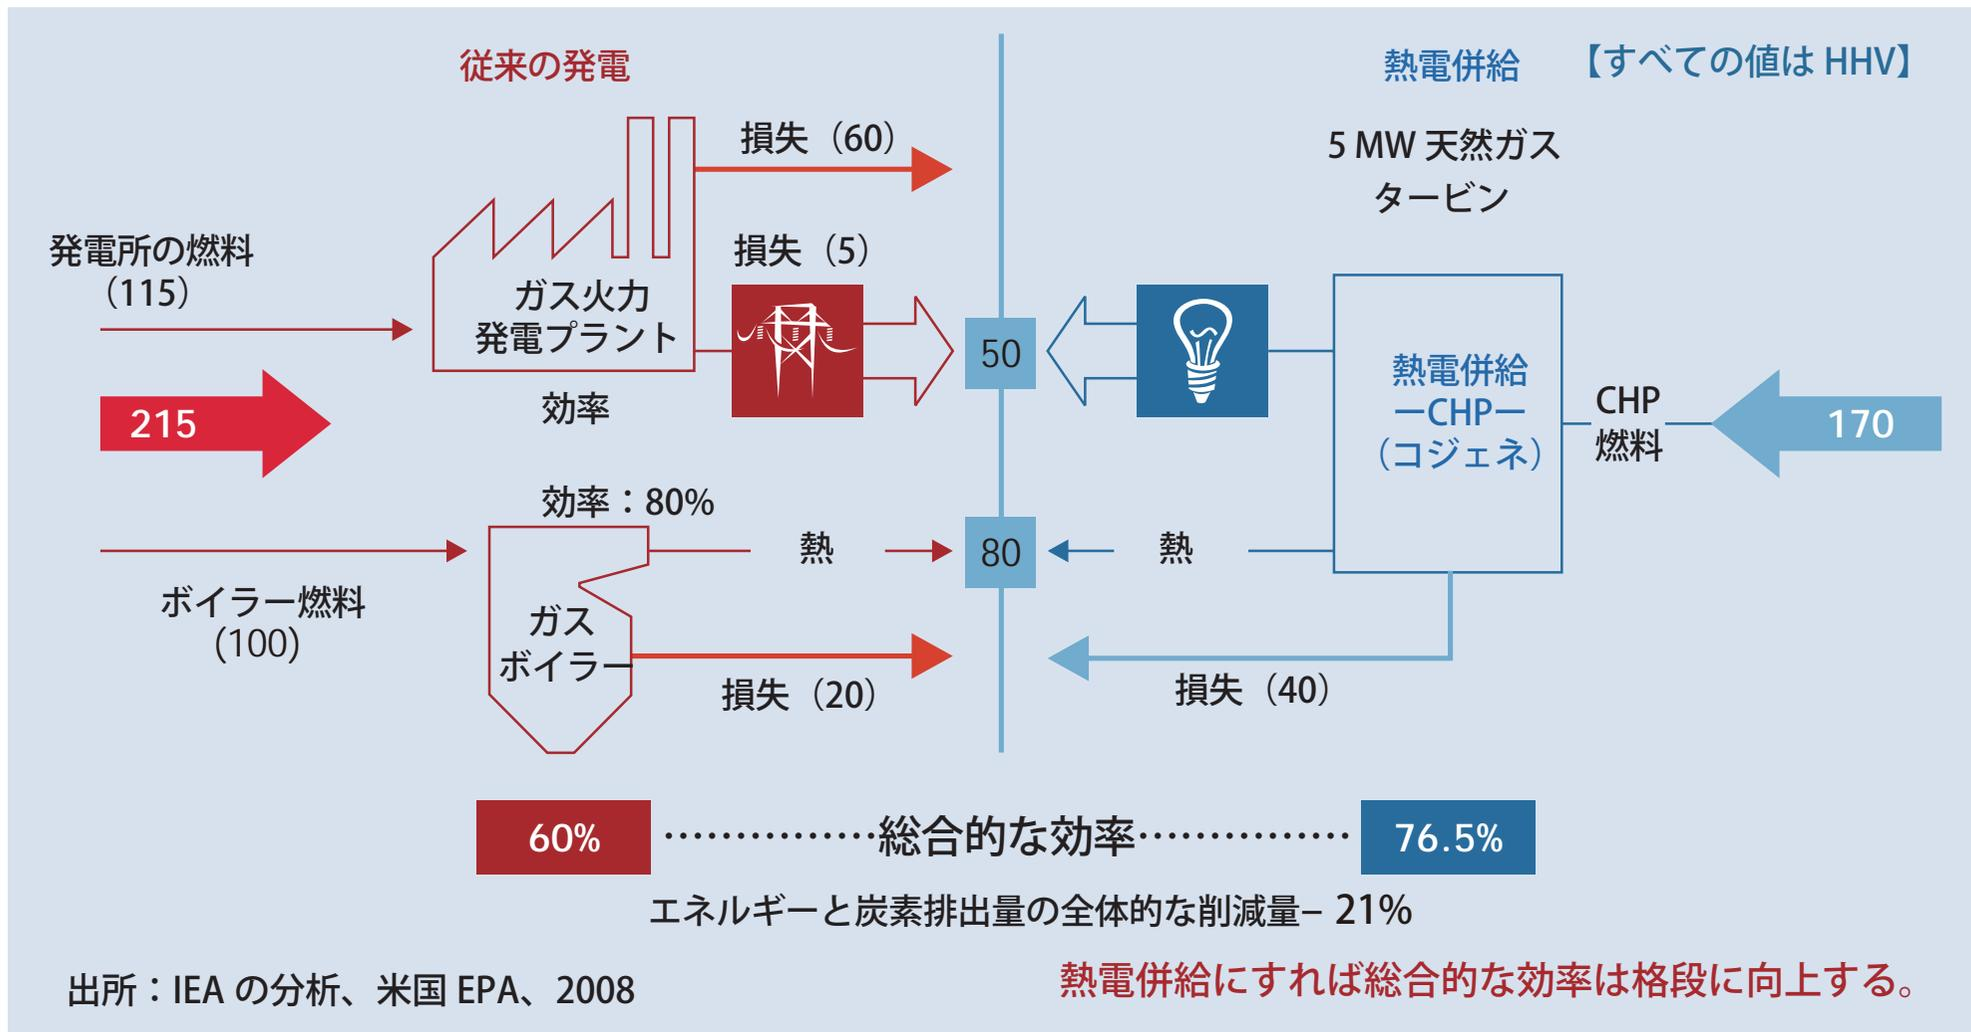 従来の発電
熱電併給
【すべての値は HHV】
損失（60）
5 MW 天然ガス
タービン
発電所の燃料
（115）
損失（5）
ガス火力
発電プラント
50
熱電併給
ーCHPー
（コジェネ）
CHP
燃料
170
効率
215
効率：80%
熱
80
熱
ボイラー燃料
(100)
ガス
ボイラー
損失（20）
損失（40）
60%
……………総合的な効率……………
76.5%
エネルギーと炭素排出量の全体的な削減量– 21%
出所：IEA の分析、米国 EPA、2008
熱電併給にすれば総合的な効率は格段に向上する。